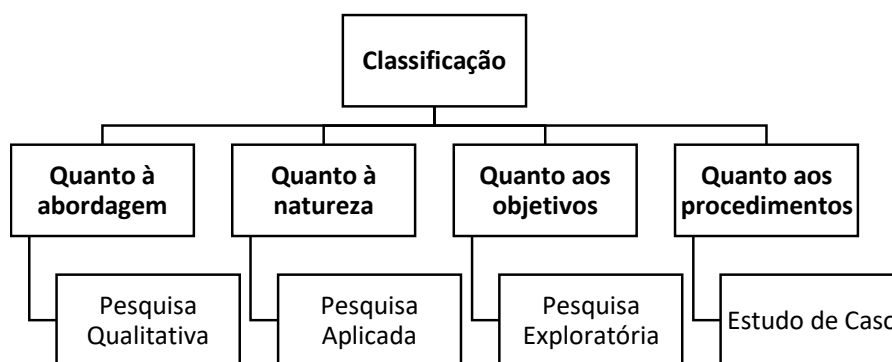 Classificação
Quanto à
abordagem
Quanto à
natureza
Quanto aos
objetivos
Quanto aos
procedimentos
Pesquisa
Qualitativa
Pesquisa
Aplicada
Pesquisa
Exploratória
Estudo de Caso